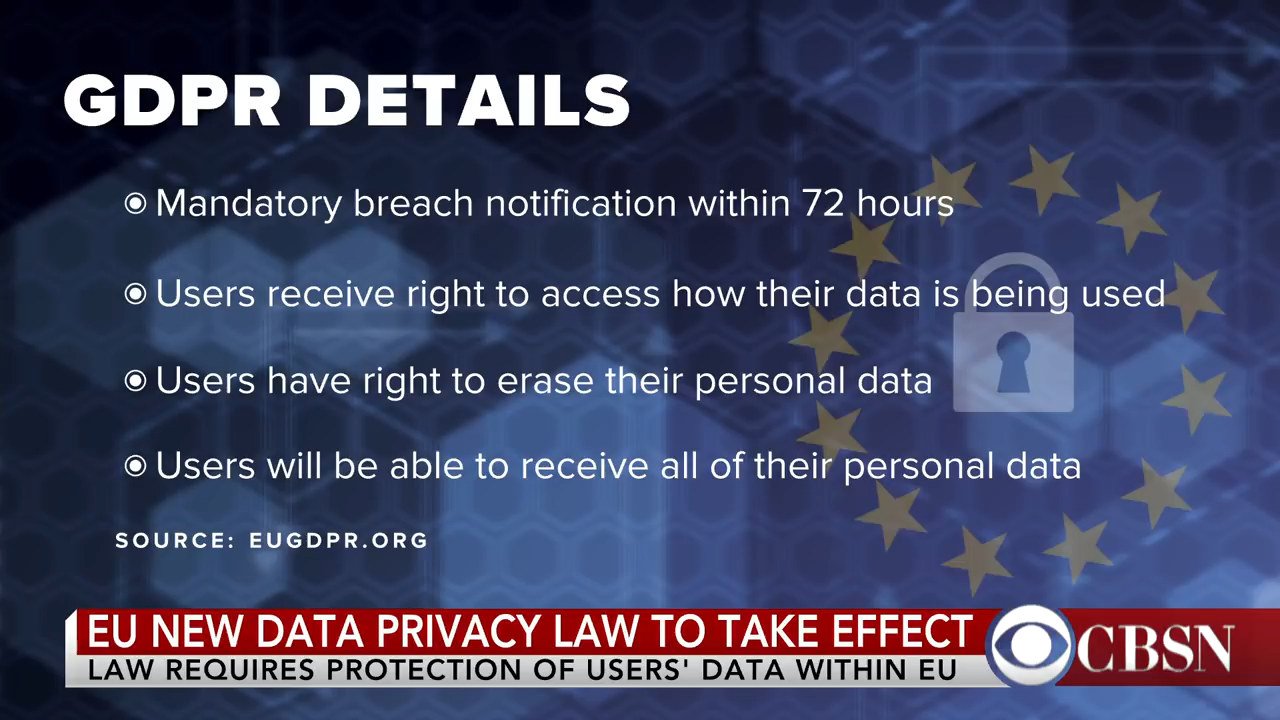 GDPR DETAILS
Mandatory breach notification within 72 hours
Users receive right to access how their data is being used
Users have right to erase their personal data
Users will be able to receive all of their personal data
SOURCE: EUGDPR.ORG
EU NEW DATA PRIVACY LAW TO TAKE EFFECT
LAW REQUIRES PROTECTION OF USERS' DATA WITHIN EU
CBSN